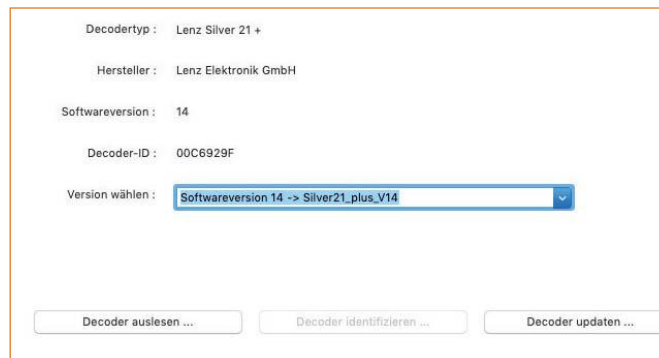 Decodertyp : Lenz Silver 21 +
Hersteller : Lenz Elektronik GmbH
Softwareversion : 14
Decoder-ID : 00C6929F
Version wählen : Softwareversion 14 -> Silver21_plus_V14
Decoder auslesen ... Decoder identifizieren ... Decoder updaten ...